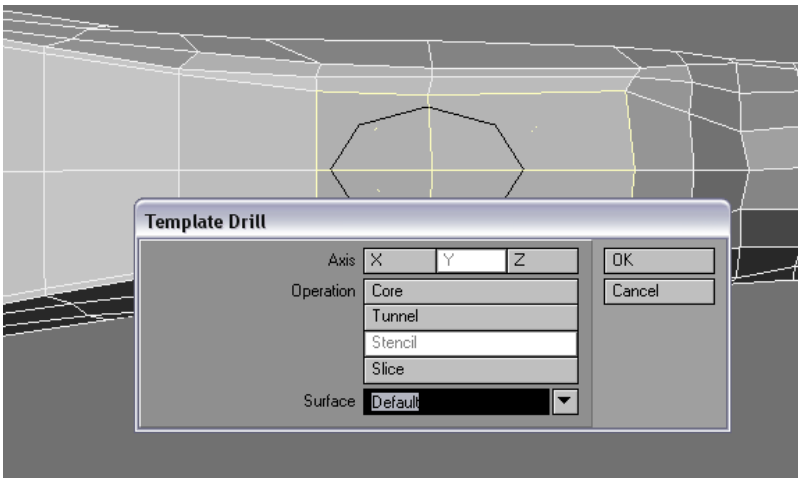 Template Drill
Axis X Y Z OK
Operation Core Cancel
Tunnel
Stencil
Slice
Surface Default